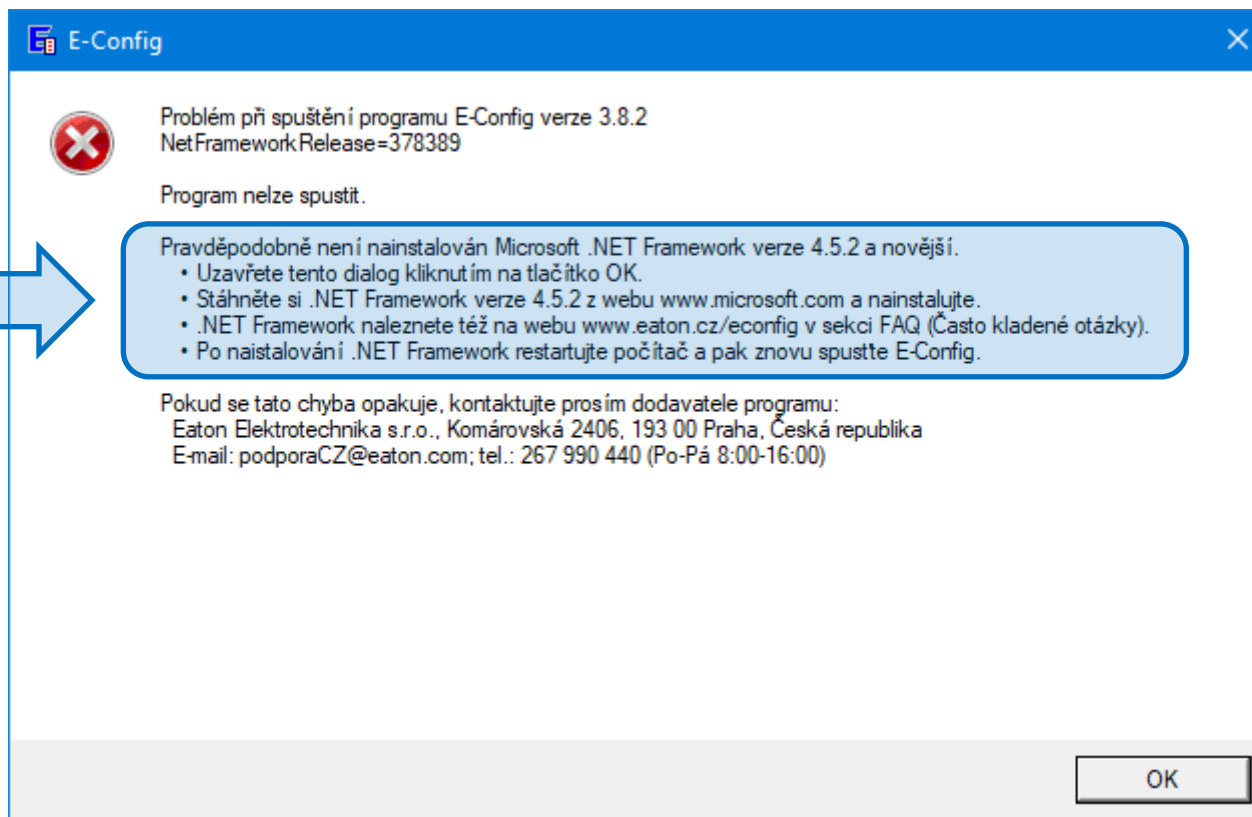 E-Config
Problém při spuštění programu E-Config verze 3.8.2
NetFrameworkRelease=378389
Program nelze spustit.
Pravděpodobně není nainstalován Microsoft .NET Framework verze 4.5.2 a novější.
• Uzavřete tento dialog kliknutím na tlačítko OK.
• Stáhněte si .NET Framework verze 4.5.2 z webu www.microsoft.com a nainstalujte.
• .NET Framework naleznete též na webu www.eaton.cz/econfig v sekci FAQ (Často kladené otázky).
• Po naistalování .NET Framework restartujte počítač a pak znovu spusťte E-Config.
Pokud se tato chyba opakuje, kontaktujte prosím dodavatele programu:
Eaton Elektrotechnika s.r.o., Komárovská 2406, 193 00 Praha, Česká republika
E-mail: podporaCZ@eaton.com; tel.: 267 990 440 (Po-Pá 8:00-16:00)
OK